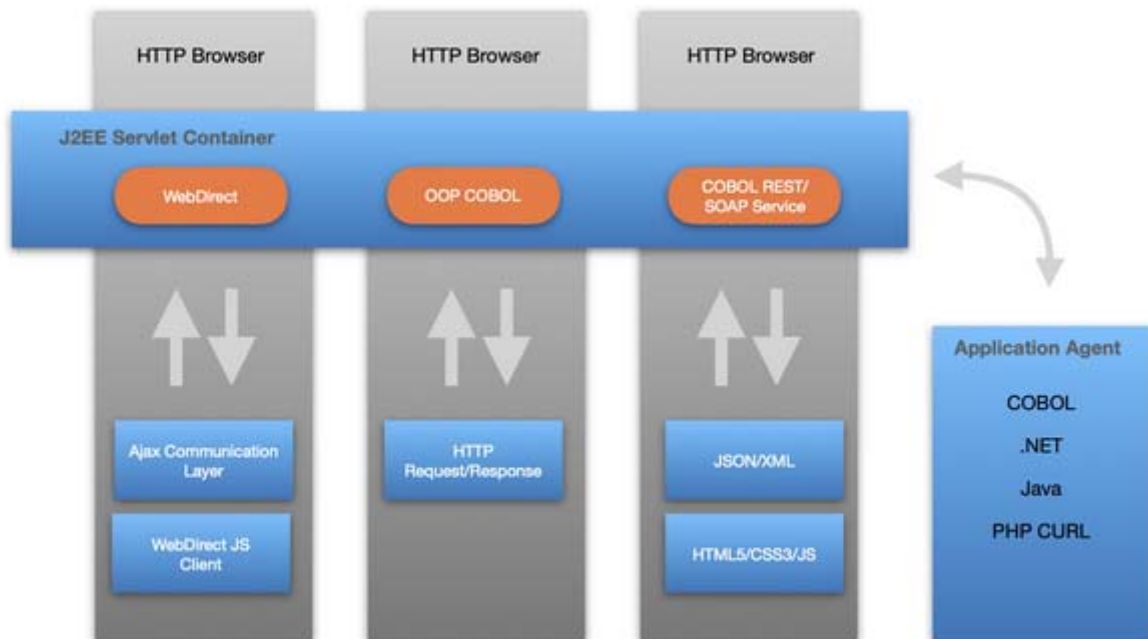 HTTP Browser
HTTP Browser
HTTP Browser
J2EE Servlet Container
WebDirect
OOP COBOL
COBOL REST/
SOAP Service
Ajax Communication
Layer
HTTP
Request/Response
JSON/XML
WebDirect JS
Client
HTML5/CSS3/JS
Application Agent
COBOL
.NET
Java
PHP CURL